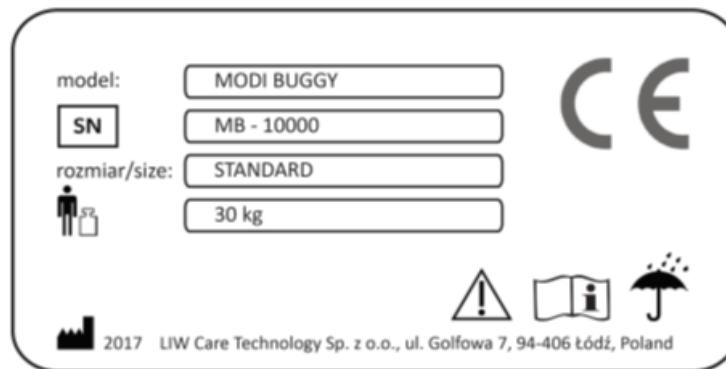 model: MODI BUGGY
CE
SN MB - 10000
rozmiar/size: STANDARD
30 kg
2017 LIW Care Technology Sp. z o.o., ul. Golfowa 7, 94-406 Łódź, Poland